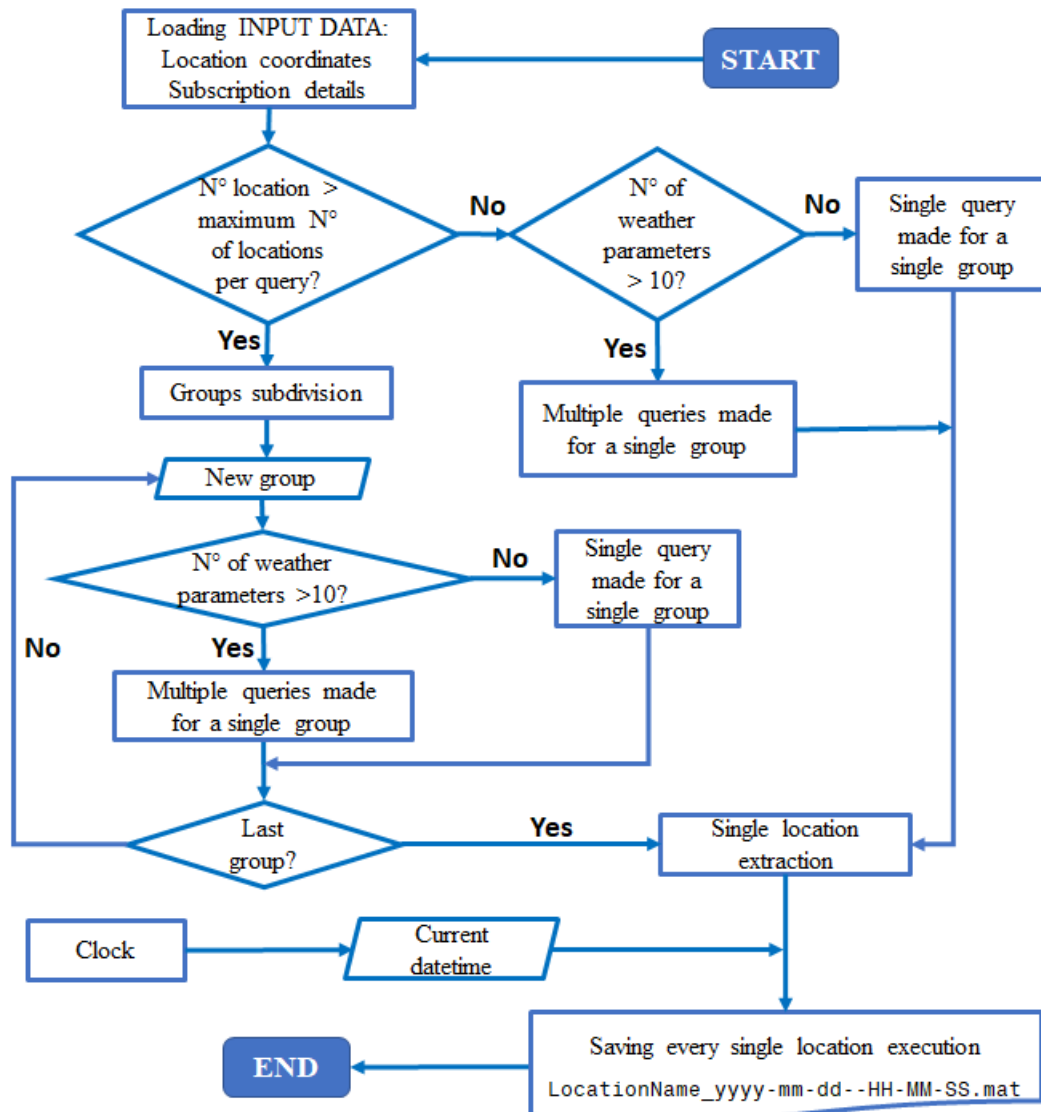 Loading INPUT DATA:
Location coordinates
Subscription details
START
N° location >
maximum N°
of locations
per query?
No
N° of
weather
parameters
> 10?
No
Single query
made for a
single group
Yes
Yes
Groups subdivision
Multiple queries made
for a single group
New group
N° of weather
parameters >10?
No
Single query
made for a
single group
No
Yes
Multiple queries made
for a single group
Last
group?
Yes
Single location
extraction
Clock
Current
datetime
END
Saving every single location execution
LocationName_yyyy-mm-dd--HH-MM-SS.mat